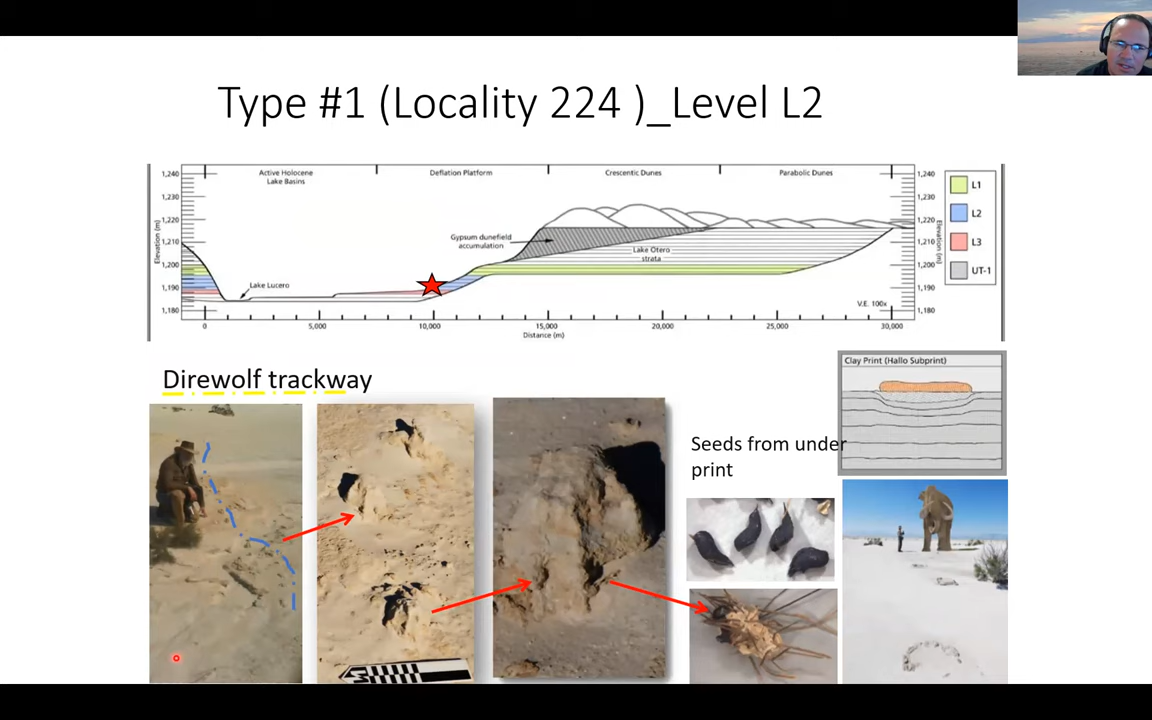 Type #1 (Locality 224 )_Level L2
Active Holocene
Lake Basins
Deflation Platform
Crescentic Dunes
Parabolic Dunes
1,240
1,230
1,220
1,210
1,200
1,190
1,180
Elevation (m)
Gypsum dunefield
accumulation
Lake Otero
strata
Lake Lucero
V.E. 100x
1,240
1,230
1,220
1,210
1,200
1,190
1,180
Elevation (m)
0
5,000
10,000
15,000
20,000
25,000
30,000
Distance (m)
L1
L2
L3
UT-1
Direwolf trackway
Clay Print (Hallo Subprint)
Seeds from under
print